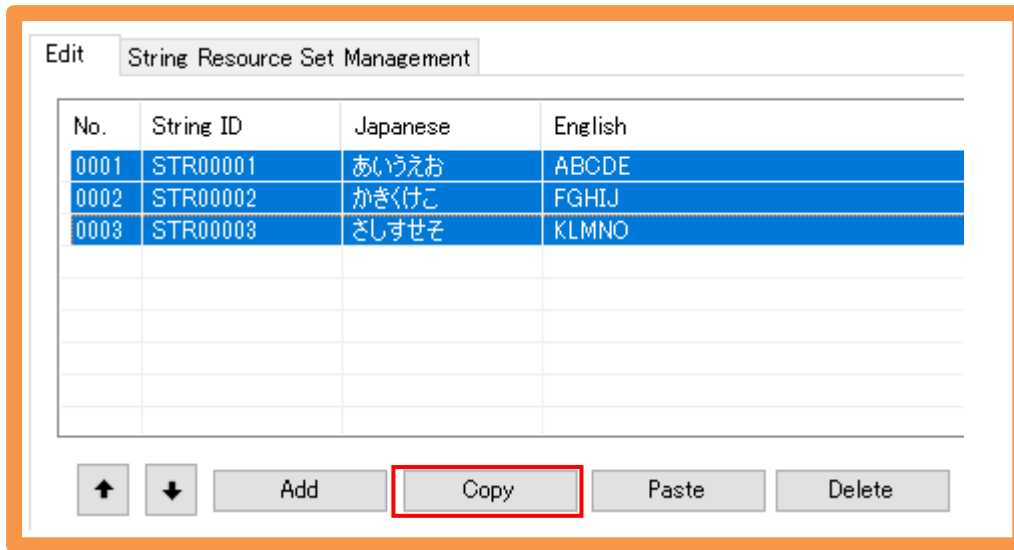 Edit String Resource Set Management
No. String ID Japanese English
0001 STR00001 あいうえお ABCDE
0002 STR00002 かきくけこ FGHIJ
0003 STR00003 さしすせそ KLMNO
Add Copy Paste Delete